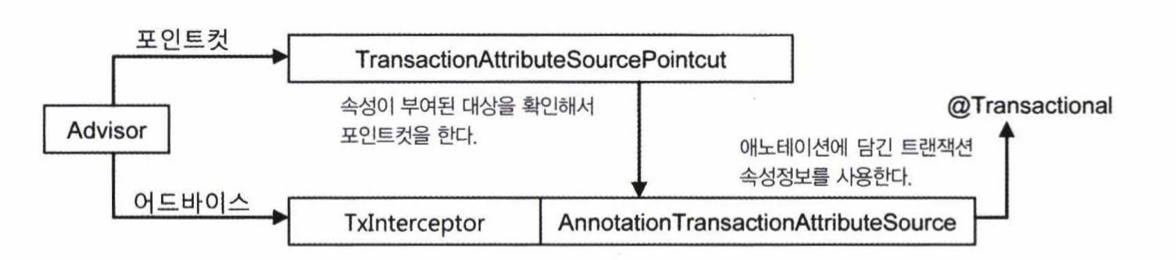 포인트컷
TransactionAttributeSourcePointcut
속성이 부여된 대상을 확인해서
포인트컷을 한다.
@Transactional
Advisor
애노테이션에 담긴 트랜잭션
속성정보를 사용한다.
어드바이스
TxInterceptor
AnnotationTransactionAttributeSource